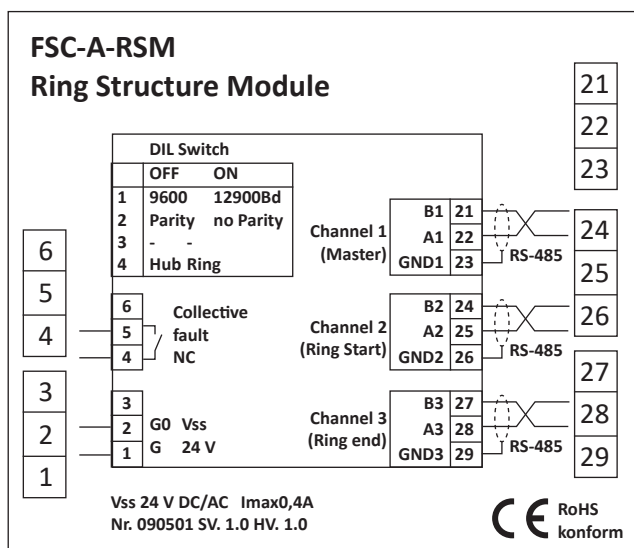 FSC-A-RSM
Ring Structure Module
21
22
23
24
25
26
27
28
29
6
5
4
3
2
1
DIL Switch
OFF ON
1 9600 12900Bd
2 Parity no Parity
3 - -
4 Hub Ring
6
5
4
Collective
fault
NC
3
2 G0 Vss
1 G 24 V
Channel 1
(Master)
B1 21
A1 22
GND1 23
RS-485
Channel 2
(Ring Start)
B2 24
A2 25
GND2 26
RS-485
Channel 3
(Ring end)
B3 27
A3 28
GND3 29
RS-485
Vss 24 V DC/AC Imax0,4A
Nr. 090501 SV. 1.0 HV. 1.0
CE RoHS
konform